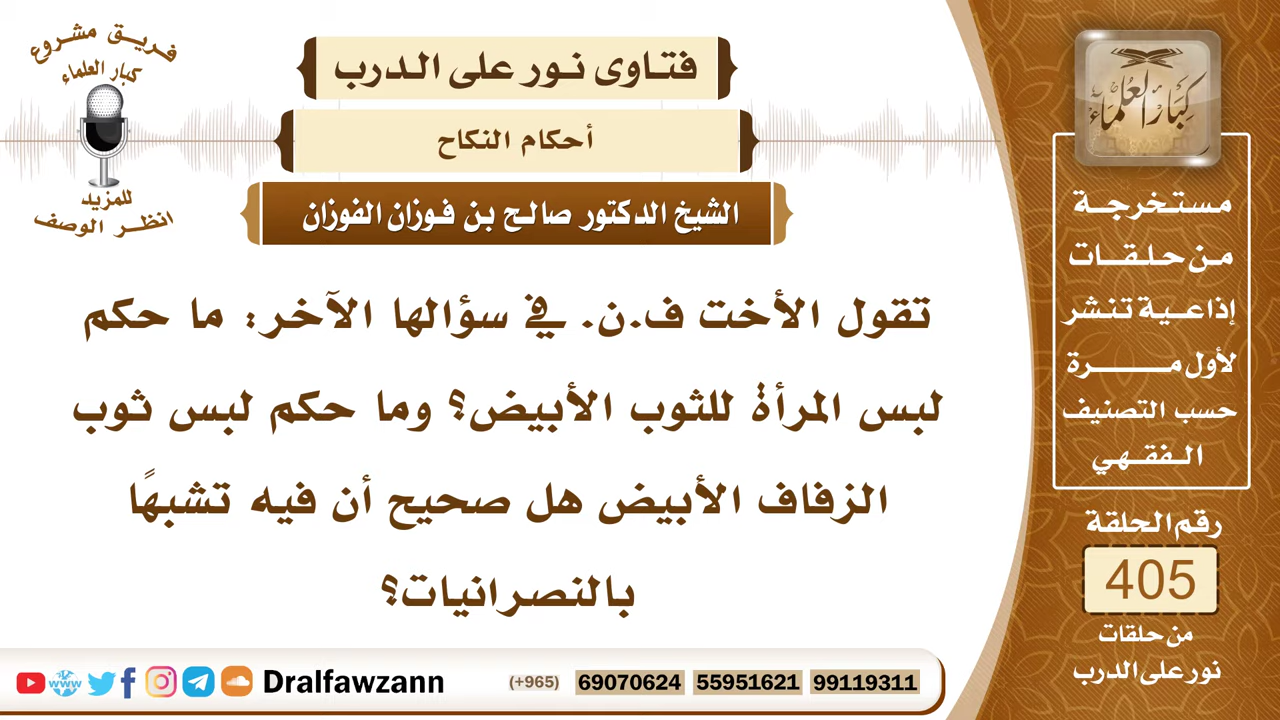 فريق مشروع
كبار العلماء
للمزيد
انظر الوصف
فتاوى نور على الدرب
أحكام النكاح
الشيخ الدكتور صالح بن فوزان الفوزان
تقول الأخت ف.ن. في سؤالها الآخر: ما حكم
لبس المرأة للثوب الأبيض؟ وما حكم لبس ثوب
الزفاف الأبيض هل صحيح أن فيه تشبهًا
بالنصرانيات؟
كبار العلماء
مستخرجة
من حلقات
إذاعية تنشر
لأول مرة
حسب التصنيف
الفقهي
رقم الحلقة
405
من حلقات
نور على الدرب
www
Dralfawzann
(+965) 69070624 55951621 99119311